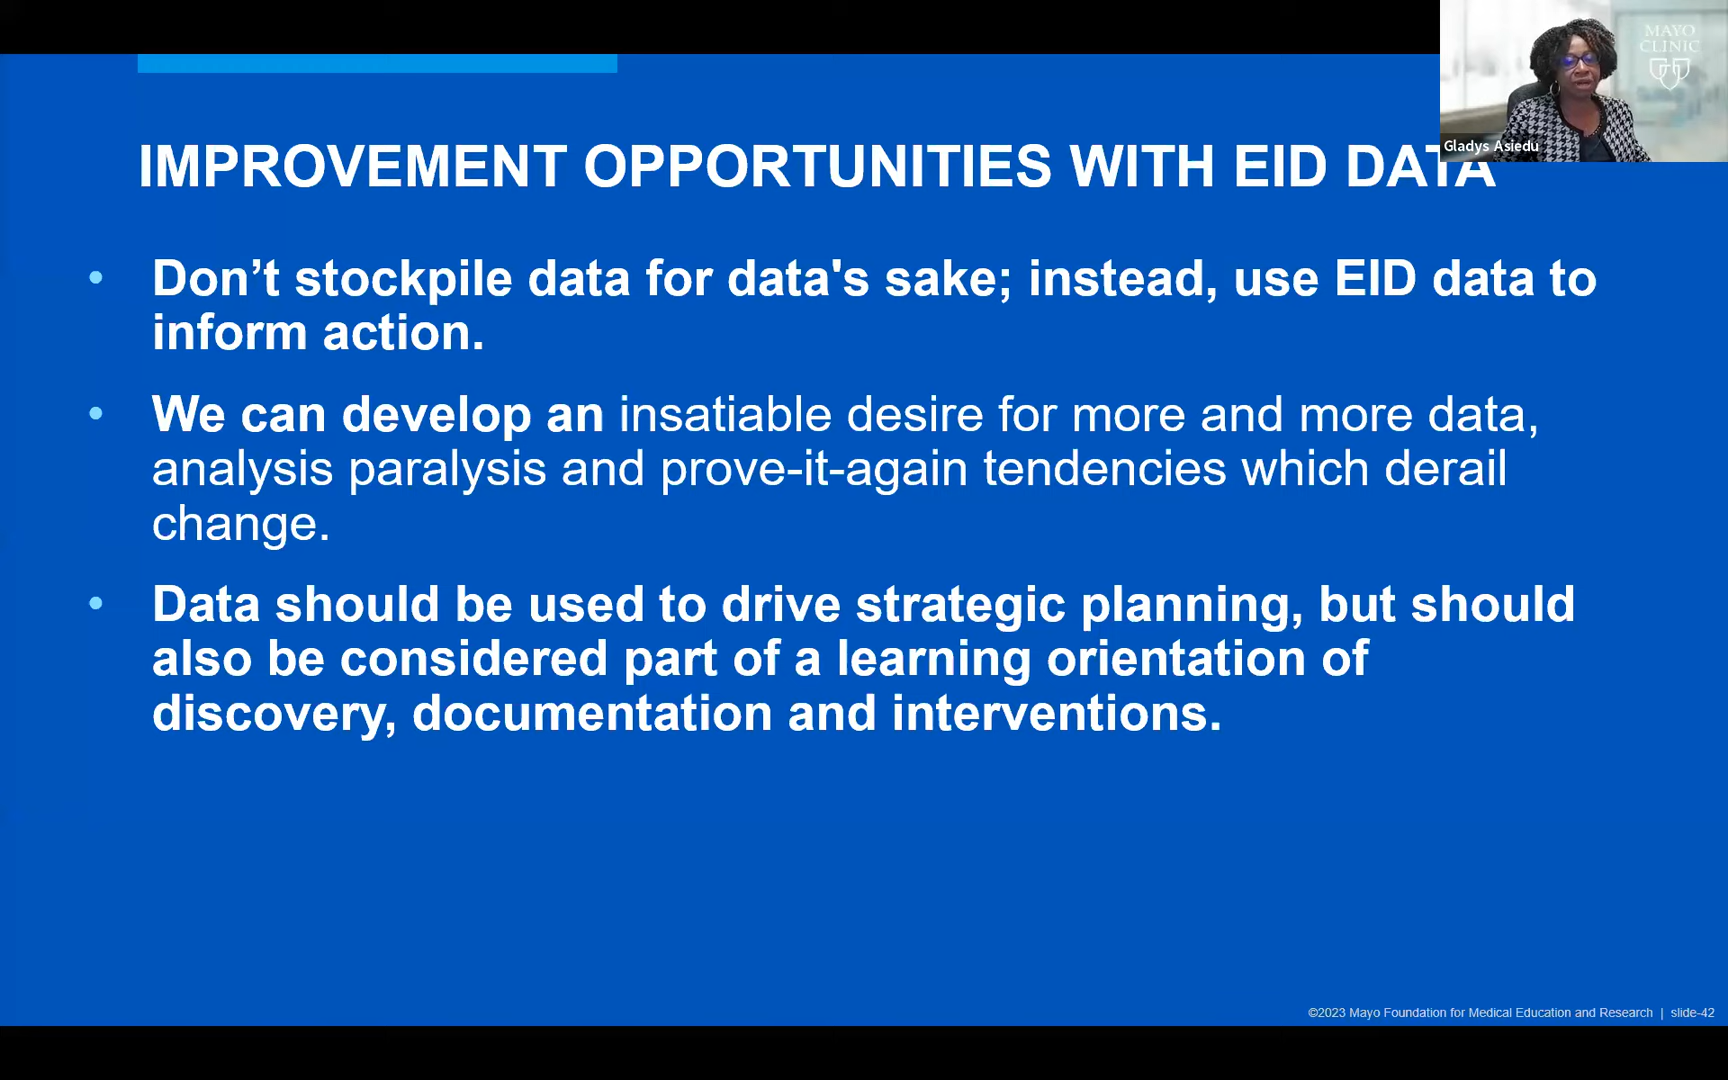 MAYO
CLINIC
Gladys Asiedu
IMPROVEMENT OPPORTUNITIES WITH EID DATA
• Don’t stockpile data for data's sake; instead, use EID data to
inform action.
• We can develop an insatiable desire for more and more data,
analysis paralysis and prove-it-again tendencies which derail
change.
• Data should be used to drive strategic planning, but should
also be considered part of a learning orientation of
discovery, documentation and interventions.
©2023 Mayo Foundation for Medical Education and Research | slide-42